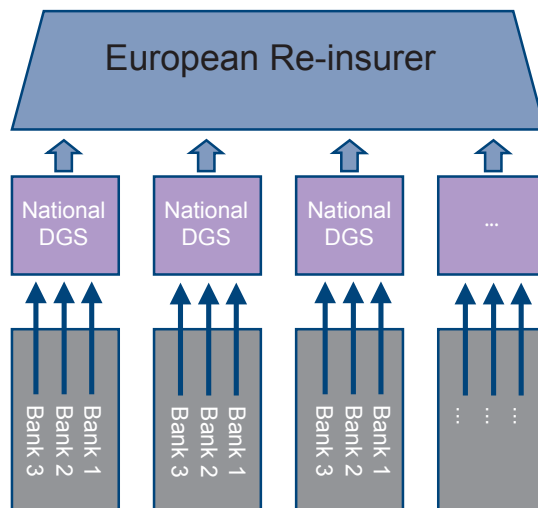 European Re-insurer
National
DGS
National
DGS
National
DGS
...
Bank 1
Bank 2
Bank 3
Bank 1
Bank 2
Bank 3
Bank 1
Bank 2
Bank 3
...
...
...